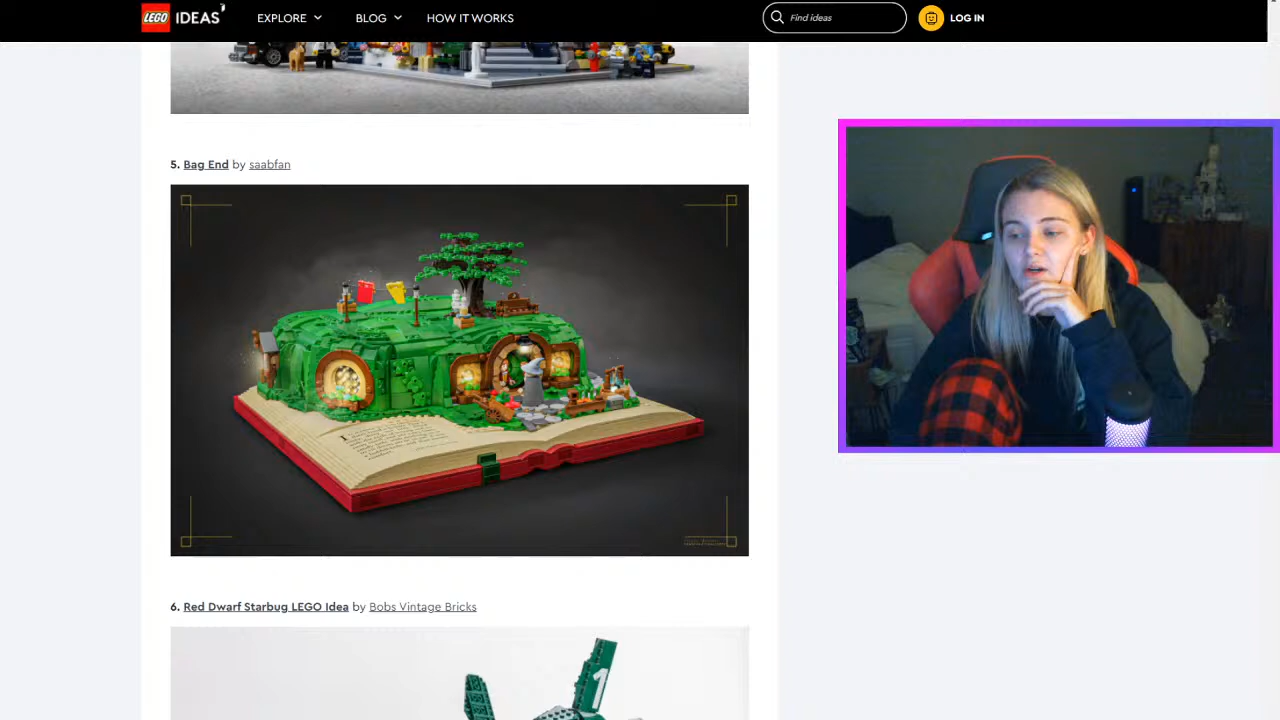 LEGO IDEAS EXPLORE BLOG HOW IT WORKS Find ideas LOG IN
5. Bag End by saabfan
I
6. Red Dwarf Starbug LEGO Idea by Bobs Vintage Bricks
1